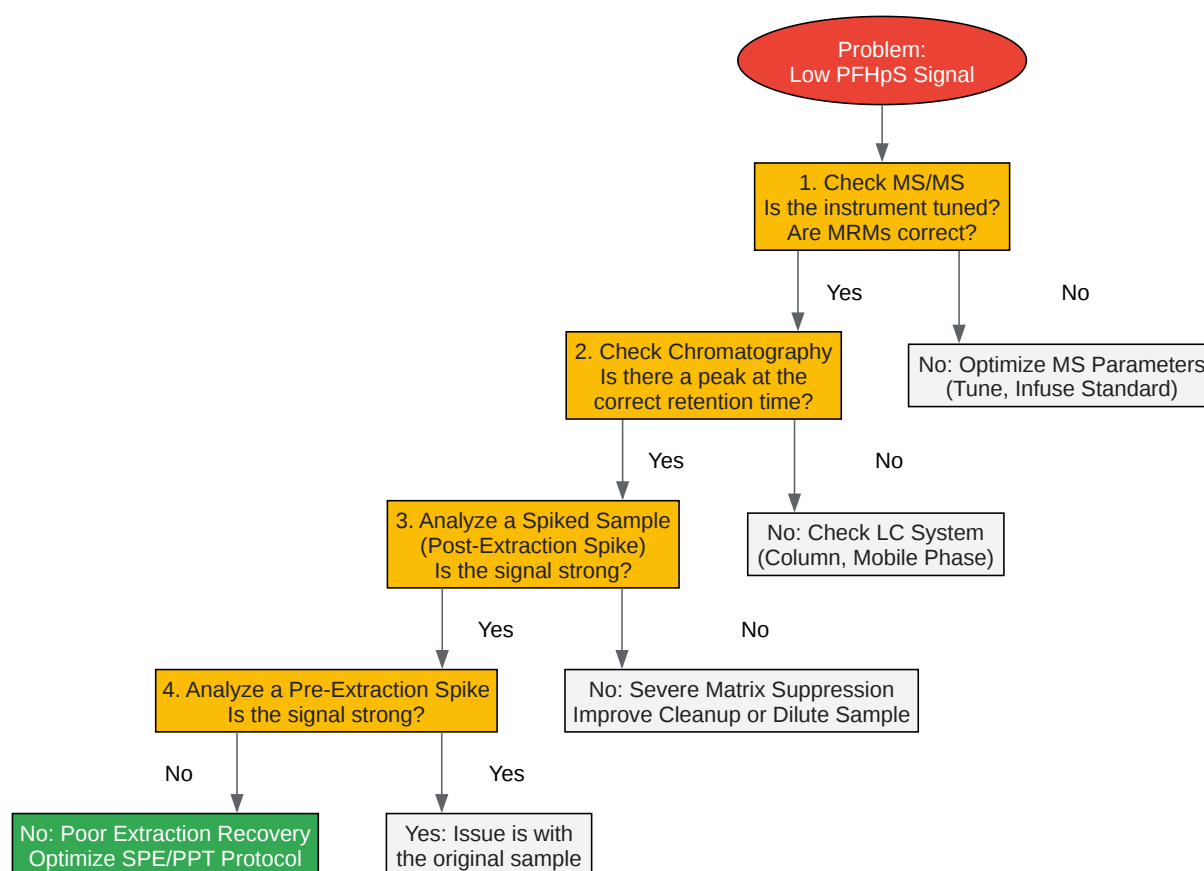 Problem:
Low PFHpS Signal
1. Check MS/MS
Is the instrument tuned?
Are MRMs correct?
Yes
No
2. Check Chromatography
Is there a peak at the
correct retention time?
No: Optimize MS Parameters
(Tune, Infuse Standard)
Yes
No
3. Analyze a Spiked Sample
(Post-Extraction Spike)
Is the signal strong?
No: Check LC System
(Column, Mobile Phase)
Yes
No
4. Analyze a Pre-Extraction Spike
Is the signal strong?
No: Severe Matrix Suppression
Improve Cleanup or Dilute Sample
No
Yes
No: Poor Extraction Recovery
Optimize SPE/PPT Protocol
Yes: Issue is with
the original sample